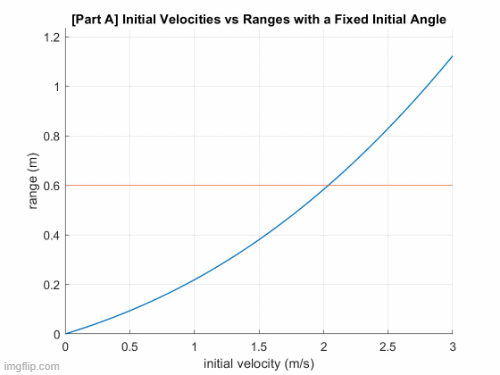 [Part A] Initial Velocities vs Ranges with a Fixed Initial Angle
1.2
1
0.8
0.6
0.4
0.2
0
range (m)
0 0.5 1 1.5 2 2.5 3
initial velocity (m/s)
imgflip.com